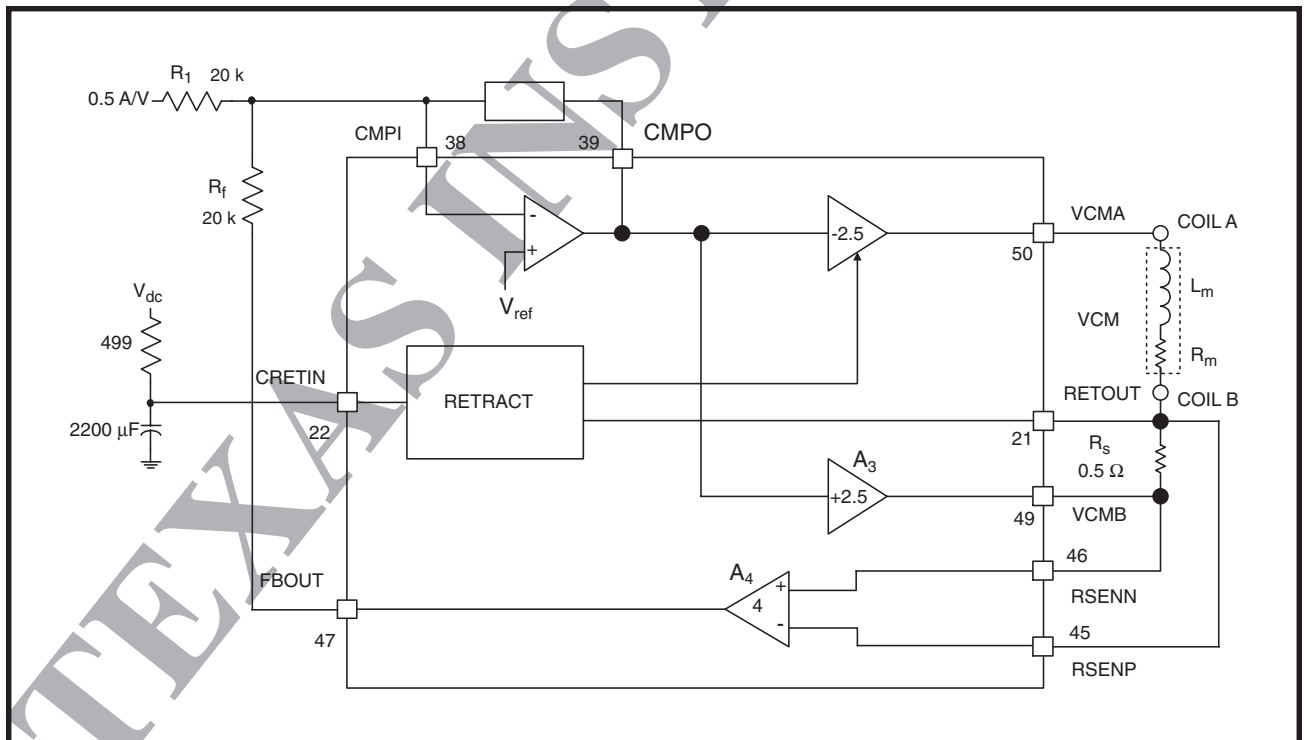 R1 20 k
0.5 A/V
CMPI
38
39
CMPO
Rf
20 k
-
+
Vref
-2.5
VCMA
50
COIL A
Lm
VCM
Rm
Vdc
499
CRETIN
22
2200 µF
RETRACT
RETOUT
COIL B
21
Rs
0.5 Ω
A3
+2.5
49
VCMB
46
RSENN
A4
+
4
-
45
RSENP
FBOUT
47
TEXAS INS